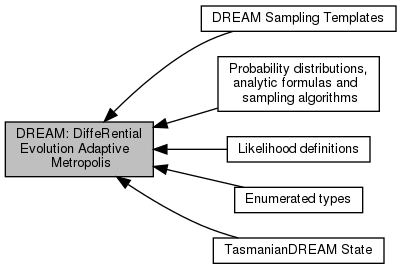 DREAM Sampling Templates
Probability distributions,
analytic formulas and
sampling algorithms
DREAM: DiffeRential
Evolution Adaptive
Metropolis
Likelihood definitions
Enumerated types
TasmanianDREAM State